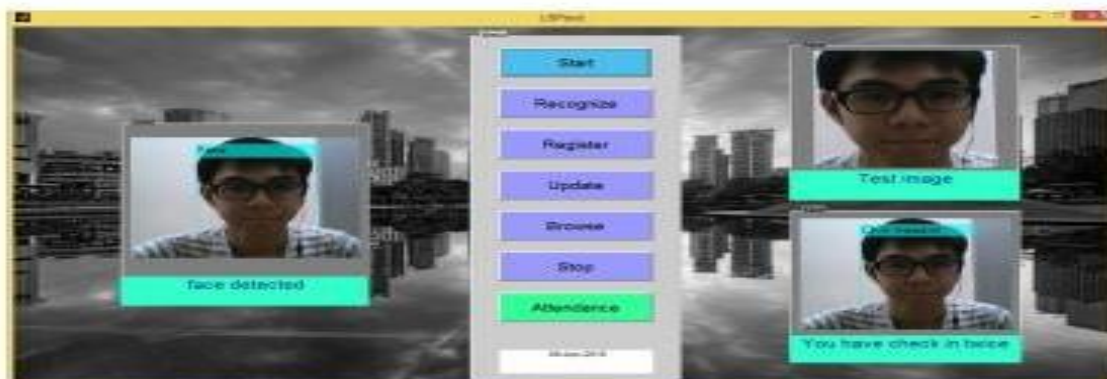 Start
Recognize
Register
Update
Browse
Stop
Attendence
face detected
Test image
You have check in twice